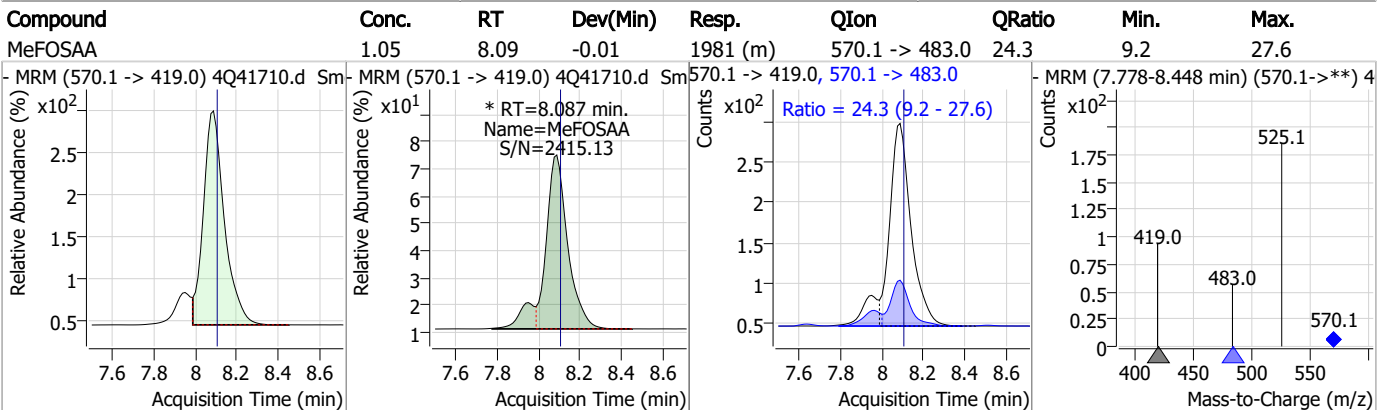 Compound Conc. RT Dev(Min) Resp. QIon QRatio Min. Max.
MeFOSAA 1.05 8.09 -0.01 1981 (m) 570.1 -> 483.0 24.3 9.2 27.6
- MRM (570.1 -> 419.0) 4Q41710.d Sm
x10²
Relative Abundance (%)
2.5
2
1.5
1
0.5
7.6 7.8 8 8.2 8.4 8.6
Acquisition Time (min)
- MRM (570.1 -> 419.0) 4Q41710.d Sm
x10¹
* RT=8.087 min.
Name=MeFOSAA
S/N=2415.13
Relative Abundance (%)
8
7
6
5
4
3
2
1
7.6 7.8 8 8.2 8.4 8.6
Acquisition Time (min)
570.1 -> 419.0, 570.1 -> 483.0
x10²
Ratio = 24.3 (9.2 - 27.6)
Counts
2.5
2
1.5
1
0.5
7.6 7.8 8 8.2 8.4 8.6
Acquisition Time (min)
- MRM (7.778-8.448 min) (570.1->**) 4
x10²
Counts
1.75
1.5
1.25
1
0.75
0.5
0.25
0
525.1
419.0
483.0
570.1
400 450 500 550
Mass-to-Charge (m/z)